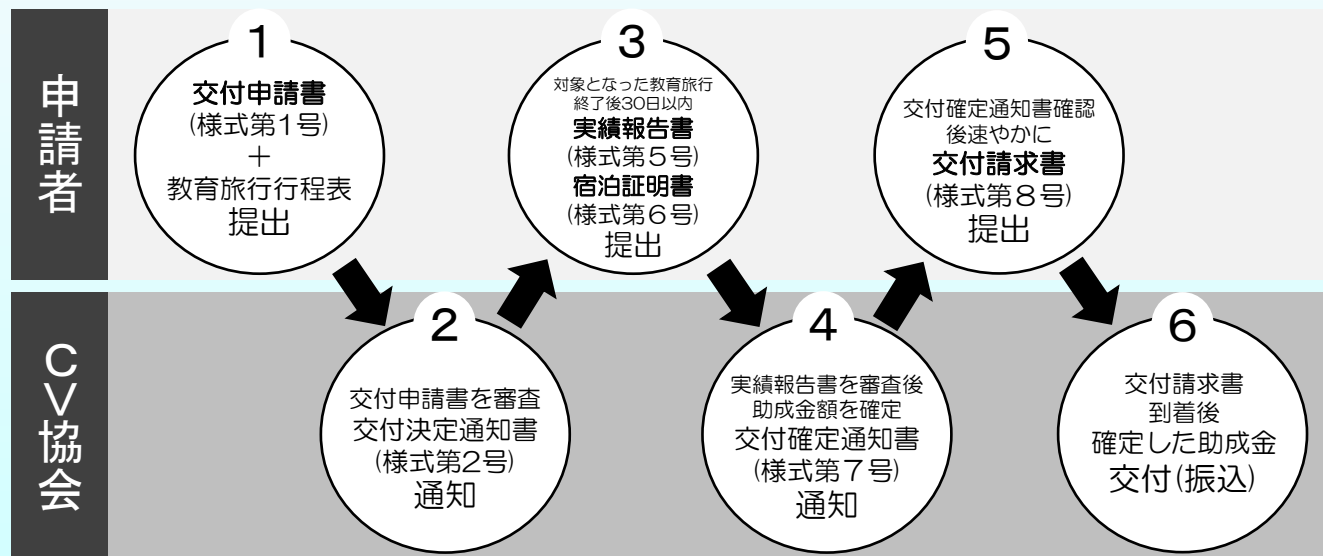 申請者
1
交付申請書
(様式第1号)
+
教育旅行行程表
提出
3
対象となった教育旅行
終了後30日以内
実績報告書
(様式第5号)
宿泊証明書
(様式第6号)
提出
5
交付確定通知書確認
後速やかに
交付請求書
(様式第8号)
提出
CV協会
2
交付申請書を審査
交付決定通知書
(様式第2号)
通知
4
実績報告書を審査後
助成金額を確定
交付確定通知書
(様式第7号)
通知
6
交付請求書
到着後
確定した助成金
交付(振込)